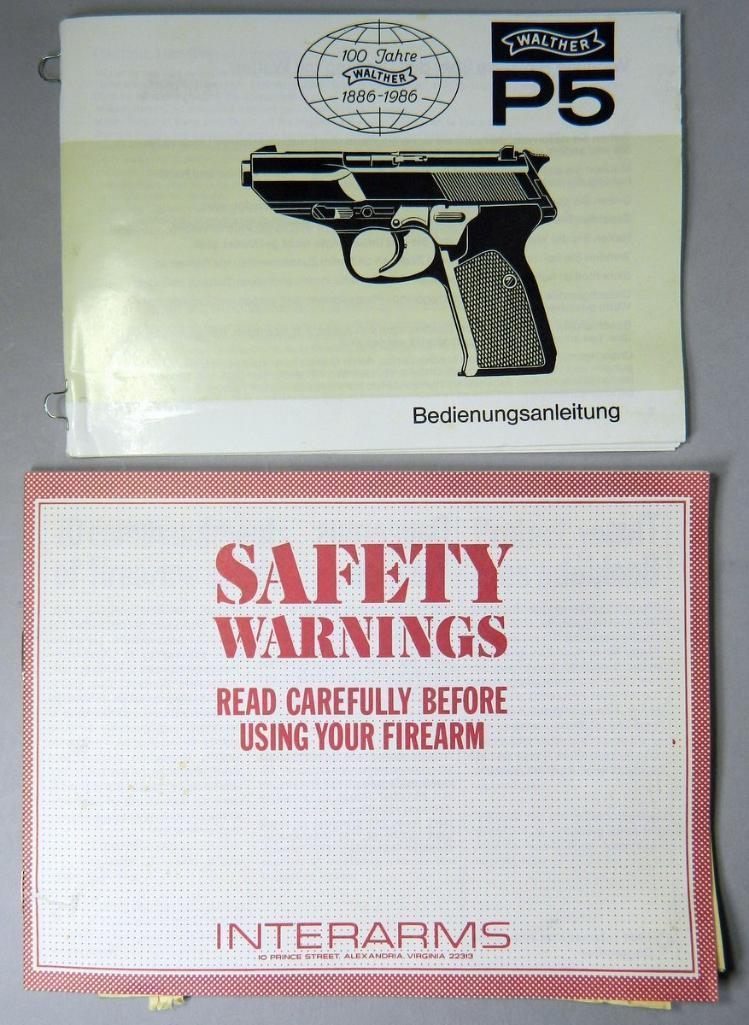 100 Jahre
WALTHER
1886-1986
WALTHER
P5
Bedienungsanleitung
SAFETY
WARNINGS
READ CAREFULLY BEFORE
USING YOUR FIREARM
INTERARMS
10 PRINCE STREET, ALEXANDRIA, VIRGINIA 22313